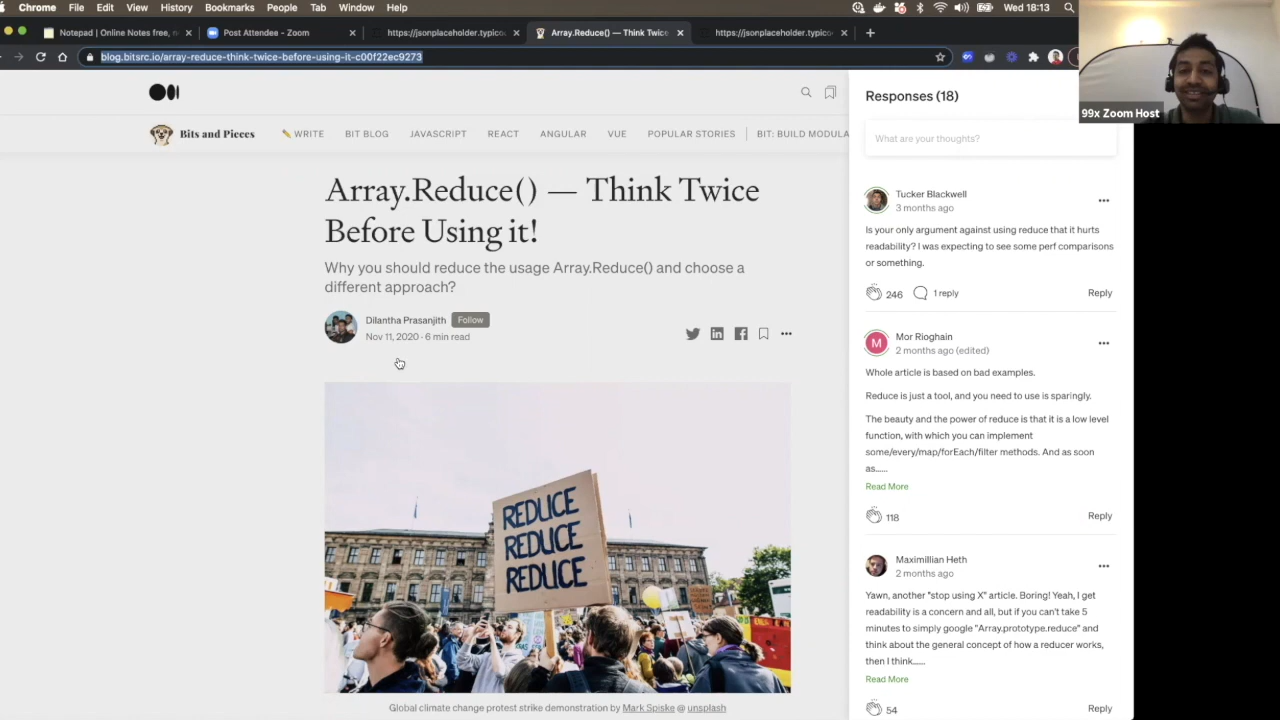 Chrome File Edit View History Bookmarks People Tab Window Help Wed 18:13
Notepad | Online Notes free, n Post Attendee - Zoom https://jsonplaceholder.typico Array.Reduce() — Think Twice https://jsonplaceholder.typico
blog.bitsrc.io/array-reduce-think-twice-before-using-it-c00f22ec9273
99x Zoom Host
Bits and Pieces WRITE BIT BLOG JAVASCRIPT REACT ANGULAR VUE POPULAR STORIES BIT: BUILD MODULA
Array.Reduce() — Think Twice
Before Using it!
Why you should reduce the usage Array.Reduce() and choose a
different approach?
Dilantha Prasanjith Follow
Nov 11, 2020 · 6 min read
REDUCE
REDUCE
REDUCE
Global climate change protest strike demonstration by Mark Spiske @ unsplash
Responses (18)
What are your thoughts?
Tucker Blackwell
3 months ago
Is your only argument against using reduce that it hurts
readability? I was expecting to see some perf comparisons
or something.
246 1 reply Reply
M
Mor Rioghain
2 months ago (edited)
Whole article is based on bad examples.
Reduce is just a tool, and you need to use is sparingly.
The beauty and the power of reduce is that it is a low level
function, with which you can implement
some/every/map/forEach/filter methods. And as soon
as......
Read More
118 Reply
Maximillian Heth
2 months ago
Yawn, another "stop using X" article. Boring! Yeah, I get
readability is a concern and all, but if you can't take 5
minutes to simply google "Array.prototype.reduce" and
think about the general concept of how a reducer works,
then I think......
Read More
54 Reply